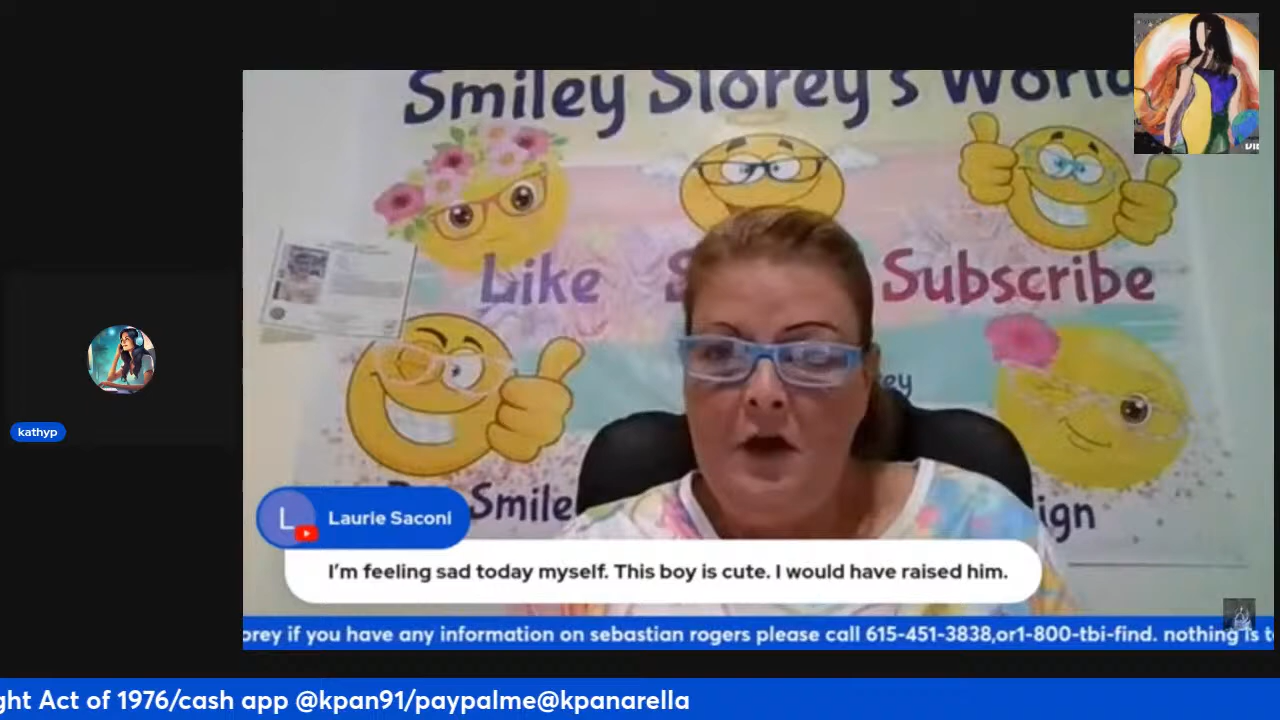 Smiley Storey's World
Like Subscribe
Smile
ign
kathyp
L Laurie Saconi
I'm feeling sad today myself. This boy is cute. I would have raised him.
orey if you have any information on sebastian rogers please call 615-451-3838,or1-800-tbi-find. nothing is t
ght Act of 1976/cash app @kpan91/paypalme@kpanarella